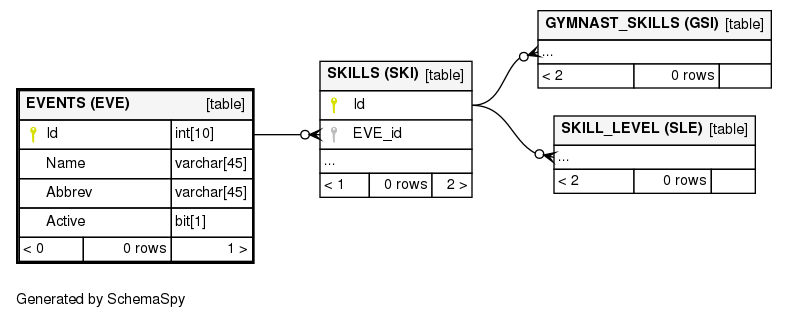 GYMNAST_SKILLS (GSI) [table]
...
< 2 0 rows
SKILLS (SKI) [table]
Id
EVE_id
...
< 1 0 rows 2 >
EVENTS (EVE) [table]
Id int[10]
Name varchar[45]
Abbrev varchar[45]
Active bit[1]
< 0 0 rows 1 >
SKILL_LEVEL (SLE) [table]
...
< 2 0 rows
Generated by SchemaSpy